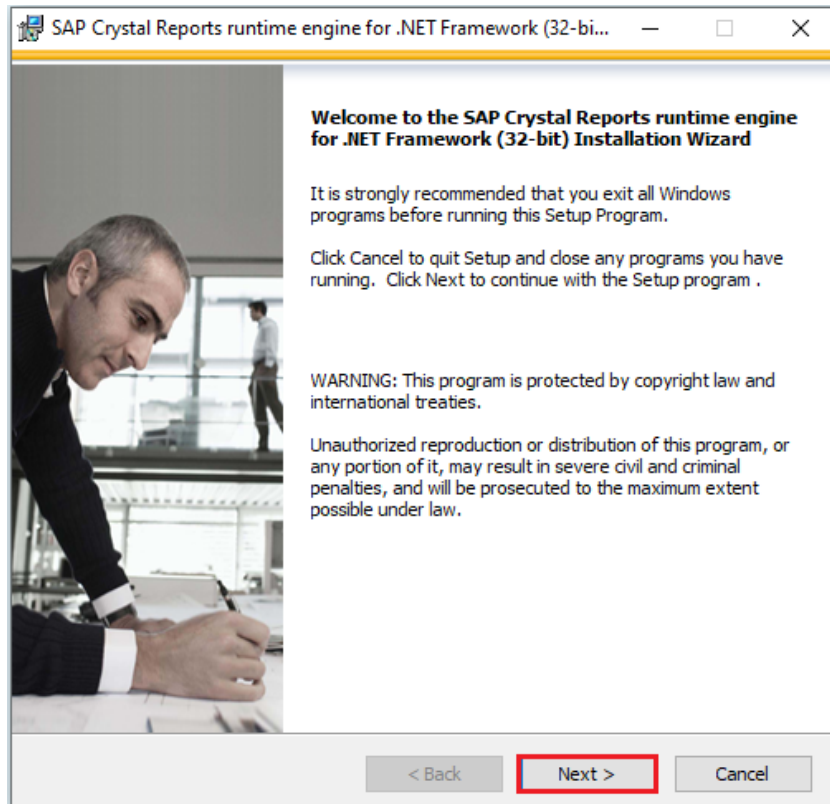 SAP Crystal Reports runtime engine for .NET Framework (32-bi...
Welcome to the SAP Crystal Reports runtime engine
for .NET Framework (32-bit) Installation Wizard
It is strongly recommended that you exit all Windows
programs before running this Setup Program.
Click Cancel to quit Setup and close any programs you have
running.  Click Next to continue with the Setup program .
WARNING: This program is protected by copyright law and
international treaties.
Unauthorized reproduction or distribution of this program, or
any portion of it, may result in severe civil and criminal
penalties, and will be prosecuted to the maximum extent
possible under law.
< Back
Next >
Cancel